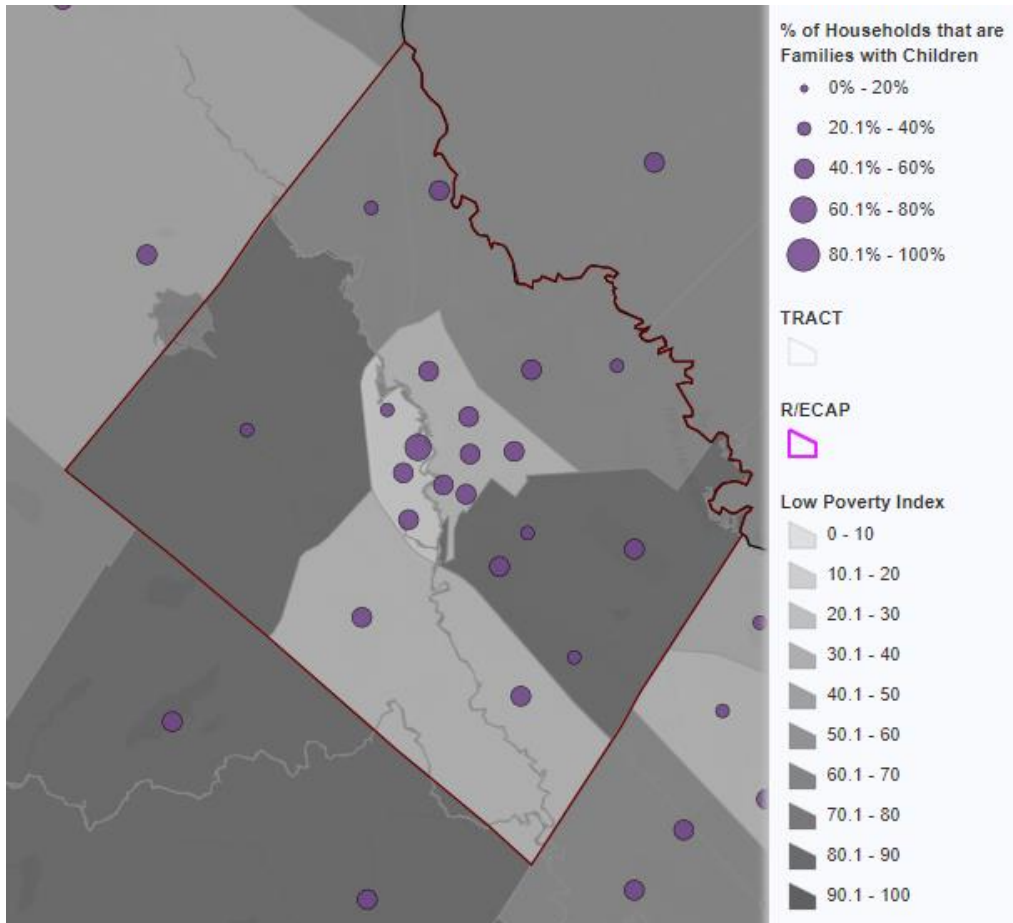 % of Households that are
Families with Children
0% - 20%
20.1% - 40%
40.1% - 60%
60.1% - 80%
80.1% - 100%
TRACT
R/ECAP
Low Poverty Index
0 - 10
10.1 - 20
20.1 - 30
30.1 - 40
40.1 - 50
50.1 - 60
60.1 - 70
70.1 - 80
80.1 - 90
90.1 - 100